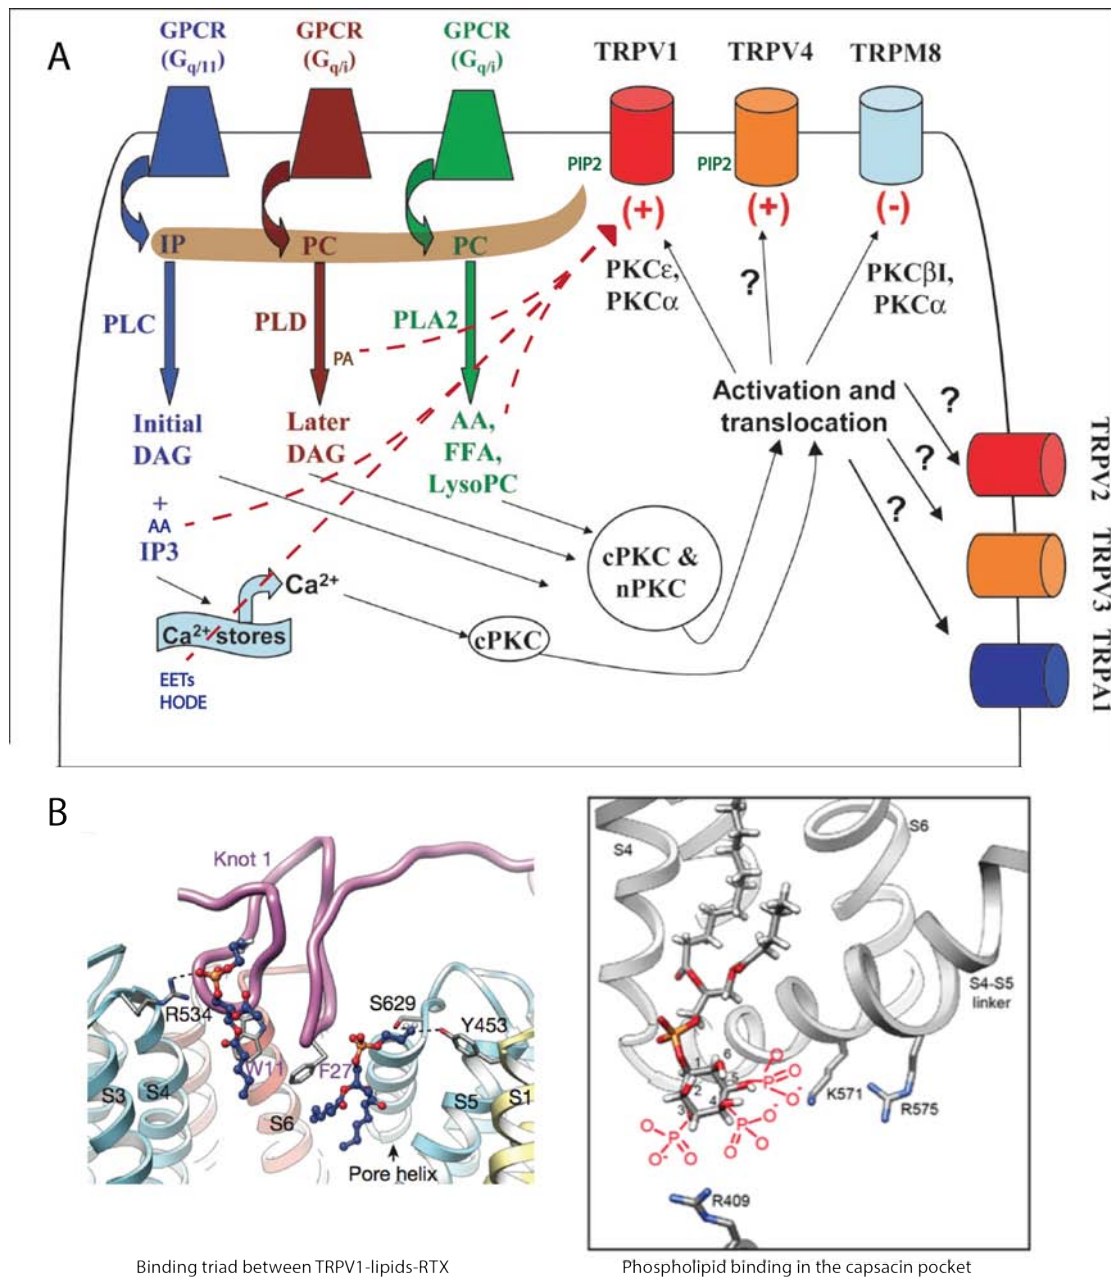 A
GPCR
(Gq/11)
GPCR
(Gq/i)
GPCR
(Gq/i)
TRPV1
TRPV4
TRPM8
PIP2
PIP2
(+)
(+)
(-)
IP
PC
PC
PKCε,
PKCα
?
PKCβI,
PKCα
PLC
PLD
PLA2
PA
Activation and
translocation
Initial
DAG
Later
DAG
AA,
FFA,
LysoPC
?
?
?
TRPV2
TRPV3
TRPA1
+
AA
IP3
Ca2+
Ca2+ stores
cPKC &
nPKC
cPKC
EETs
HODE
B
Knot 1
R534
S629
Y453
W11
F27
S3
S4
S6
S5
S1
Pore helix
S4
S6
S4-S5
linker
1
2
3
4
5
6
P
O
O
O-
O-
P
O
O
O-
O-
P
O
O
O-
O-
K571
R575
R409
Binding triad between TRPV1-lipids-RTX
Phospholipid binding in the capsacin pocket